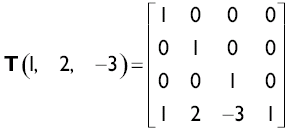 T(1, 2, −3)=
1 0 0 0
0 1 0 0
0 0 1 0
1 2 −3 1